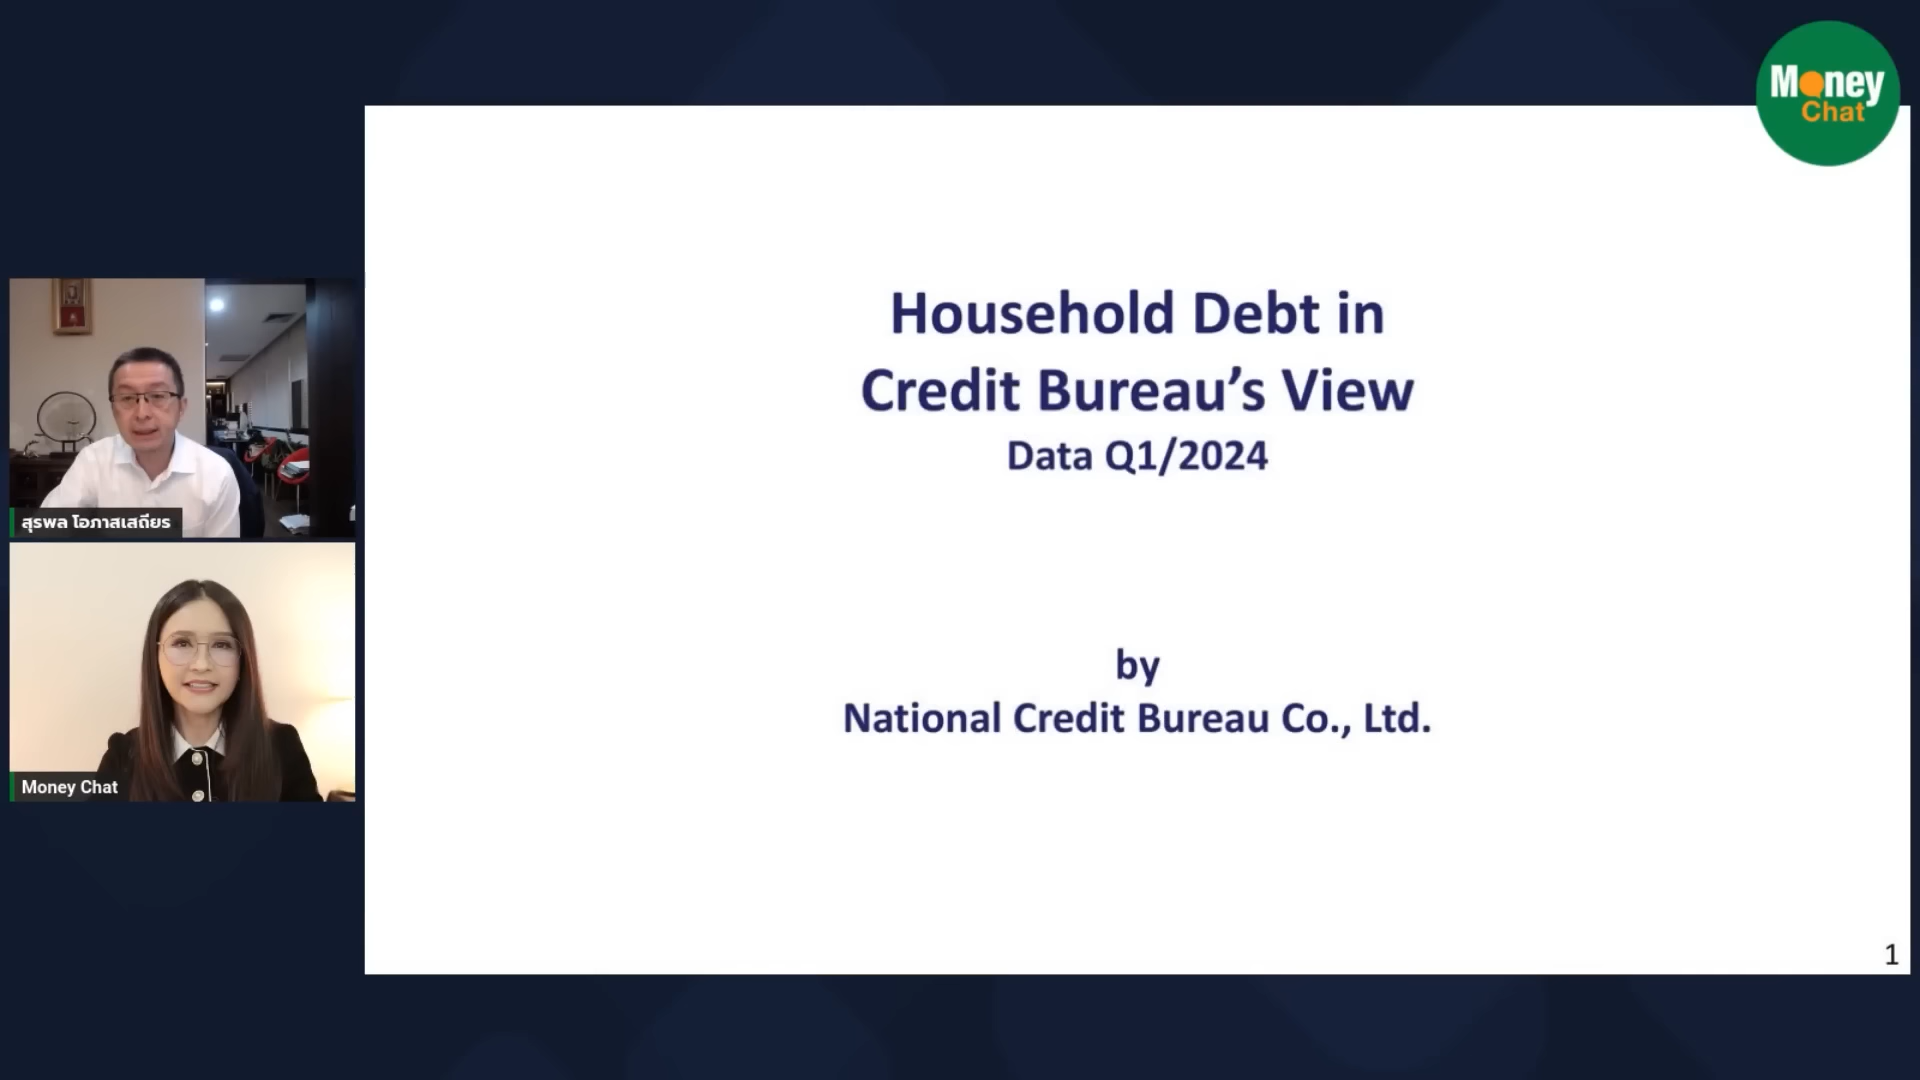 Money
Chat
Household Debt in
Credit Bureau's View
Data Q1/2024
by
National Credit Bureau Co., Ltd.
1
สุรพล โอภาสเสถียร
Money Chat